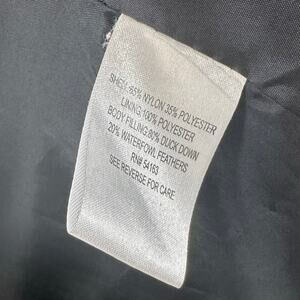 SHELL: 65% NYLON 35% POLYESTER
LINING: 100% POLYESTER
BODY FILLING: 80% DUCK DOWN
20% WATERFOWL FEATHERS
RN# 54163
SEE REVERSE FOR CARE